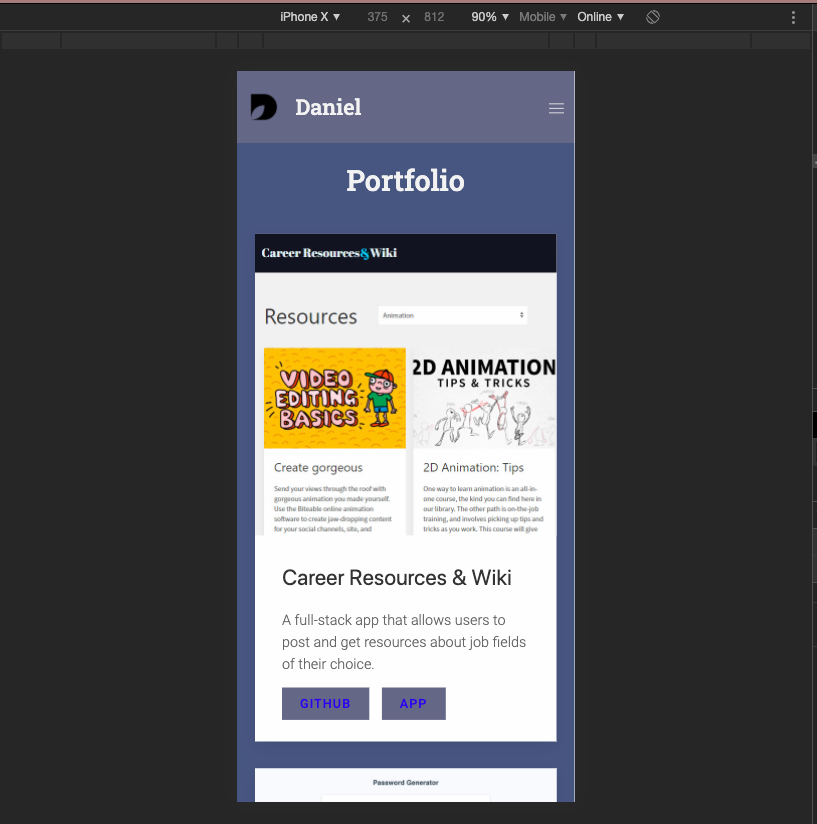 iPhone X ▼ 375 × 812 90% ▼ Mobile ▼ Online ▼
Daniel
Portfolio
Career Resources&Wiki
Resources
Animation
VIDEO
EDITING
BASICS
2D ANIMATION
TIPS & TRICKS
Create gorgeous
Send your views through the roof with
gorgeous animation you made yourself.
Use the Biteable online animation
software to create jaw-dropping content
for your social channels, site, and
2D Animation: Tips
One way to learn animation is an all-in-
one course, the kind you can find here in
our library. The other path is on-the-job
training, and involves picking up tips and
tricks as you work. This course will give
Career Resources & Wiki
A full-stack app that allows users to
post and get resources about job fields
of their choice.
GITHUB
APP
Password Generator